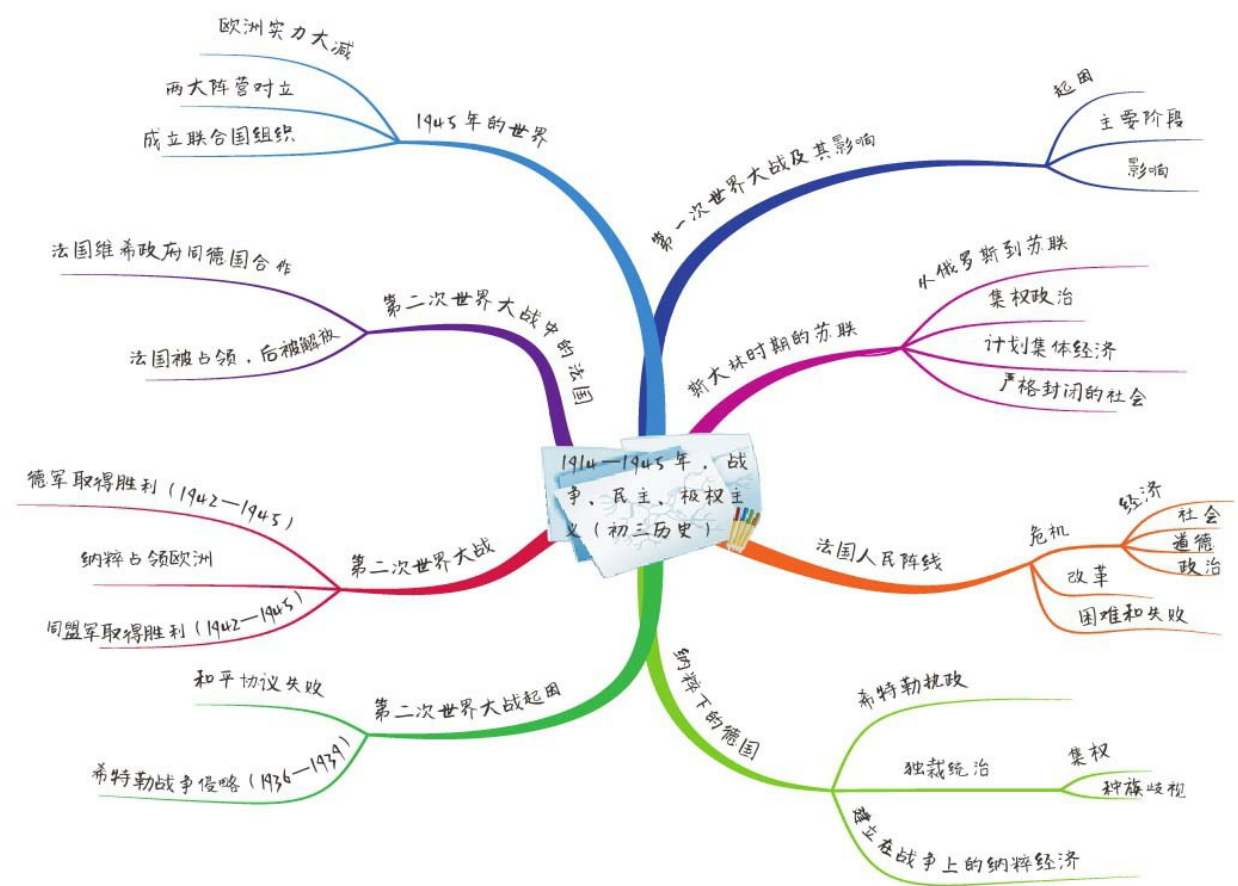 1914—1945年，战
争、民主、极权主
义（初三历史）
第一次世界大战及其影响
起因
主要阶段
影响
斯大林时期的苏联
从俄罗斯到苏联
集权政治
计划集体经济
严格封闭的社会
法国人民阵线
危机
经济
社会
道德
政治
改革
困难和失败
纳粹下的德国
希特勒执政
独裁统治
集权
种族歧视
建立在战争上的纳粹经济
第二次世界大战起因
和平协议失败
希特勒战争侵略（1936—1939）
第二次世界大战
德军取得胜利（1942—1945）
纳粹占领欧洲
同盟军取得胜利（1942—1945）
第二次世界大战中的法国
法国维希政府同德国合作
法国被占领，后被解放
1945年的世界
欧洲实力大减
两大阵营对立
成立联合国组织